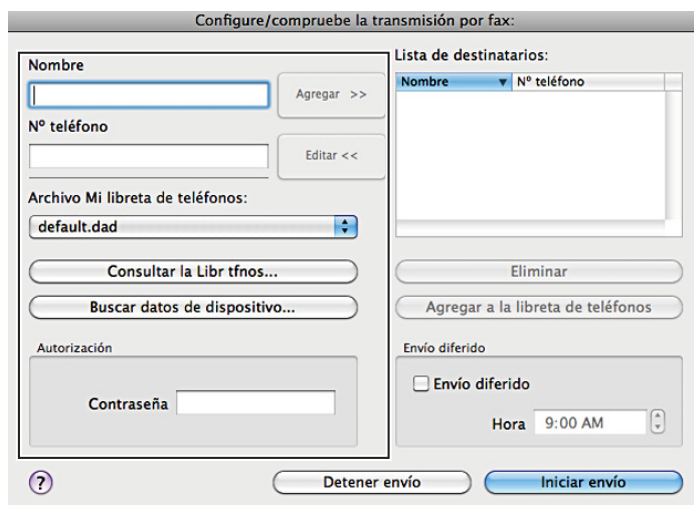 Configure/compruebe la transmisión por fax:
Nombre
Agregar >>
Nº teléfono
Editar <<
Archivo Mi libreta de teléfonos:
default.dad
Consultar la Libr tfnos...
Buscar datos de dispositivo...
Autorización
Contraseña
Lista de destinatarios:
Nombre Nº teléfono
Eliminar
Agregar a la libreta de teléfonos
Envío diferido
Envío diferido
Hora 9:00 AM
?
Detener envío
Iniciar envío